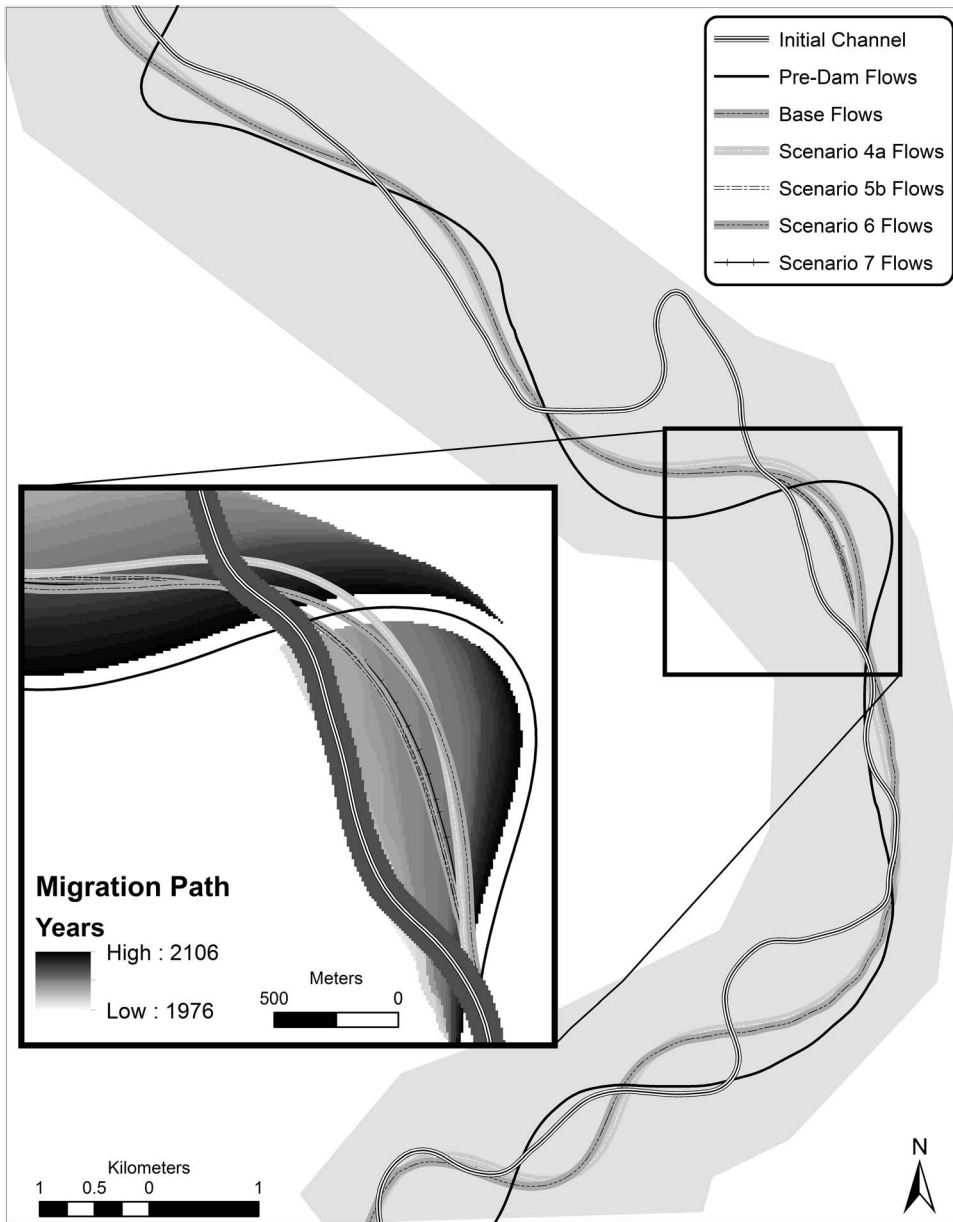 Initial Channel
Pre-Dam Flows
Base Flows
Scenario 4a Flows
Scenario 5b Flows
Scenario 6 Flows
Scenario 7 Flows
Migration Path
Years
High : 2106
Low : 1976
Meters
500 0
Kilometers
1 0.5 0 1
N